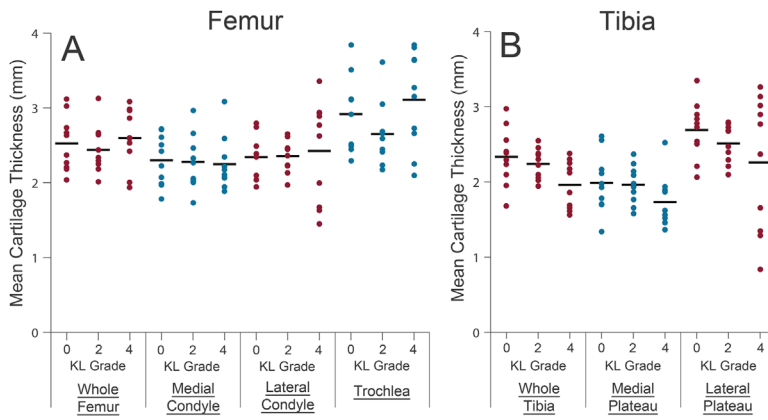 Femur
Tibia
A
B
Mean Cartilage Thickness (mm)
4
3
2
1
0
0 2 4 0 2 4 0 2 4 0 2 4
KL Grade KL Grade KL Grade KL Grade
Whole Femur
Medial Condyle
Lateral Condyle
Trochlea
Mean Cartilage Thickness (mm)
4
3
2
1
0
0 2 4 0 2 4 0 2 4
KL Grade KL Grade KL Grade
Whole Tibia
Medial Plateau
Lateral Plateau